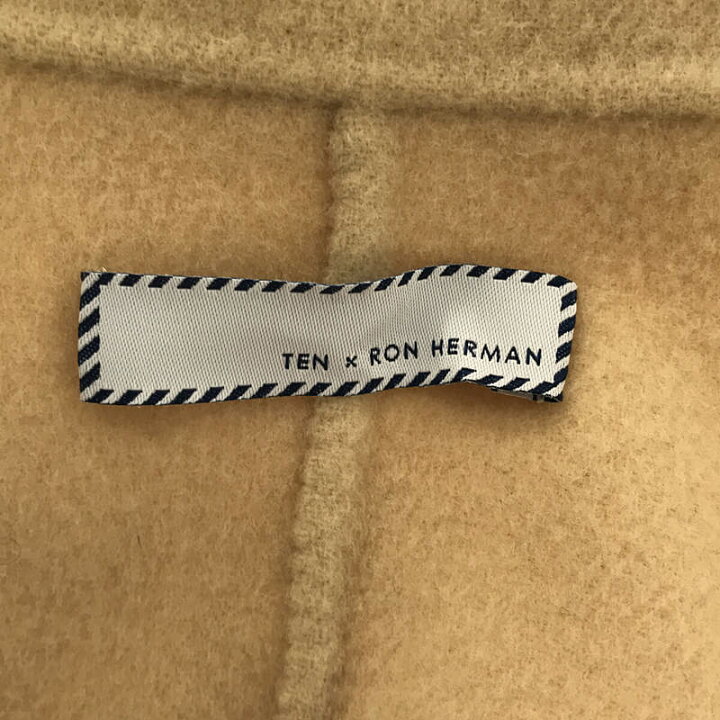 TEN × RON HERMAN